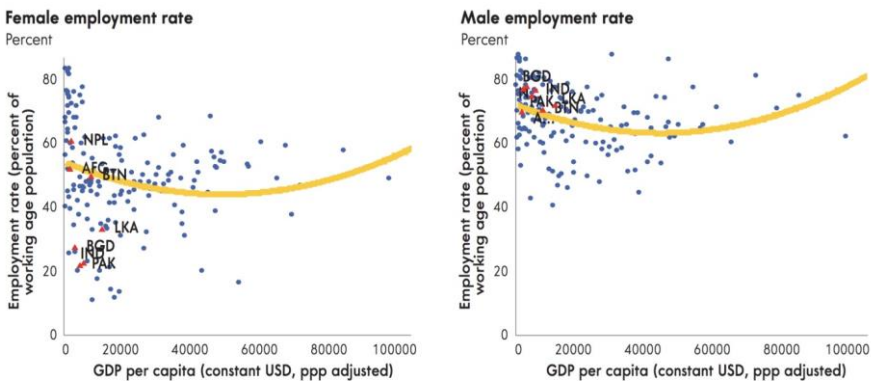 Female employment rate
Percent
Employment rate (percent of
working age population)
80
60
40
20
0
NPL
AFG
BTN
LKA
BGD
IND
PAK
0 20000 40000 60000 80000 100000
GDP per capita (constant USD, ppp adjusted)
Male employment rate
Percent
Employment rate (percent of
working age population)
80
60
40
20
0
BGD
IND
PAK
LKA
BTN
A...
0 20000 40000 60000 80000 100000
GDP per capita (constant USD, ppp adjusted)